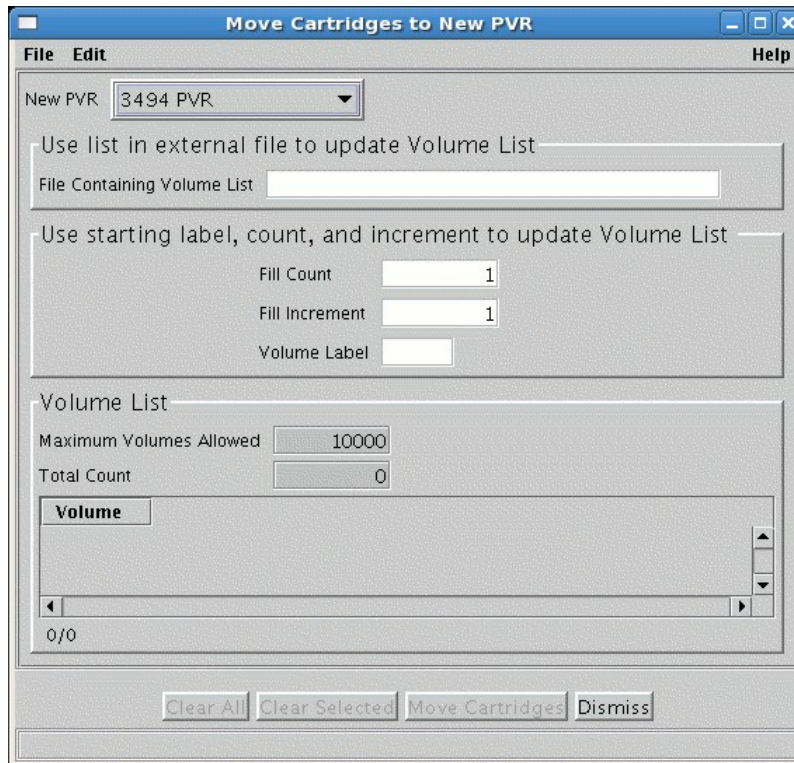 Move Cartridges to New PVR
File Edit Help
New PVR 3494 PVR
Use list in external file to update Volume List
File Containing Volume List
Use starting label, count, and increment to update Volume List
Fill Count 1
Fill Increment 1
Volume Label
Volume List
Maximum Volumes Allowed 10000
Total Count 0
Volume
0/0
Clear All Clear Selected Move Cartridges Dismiss